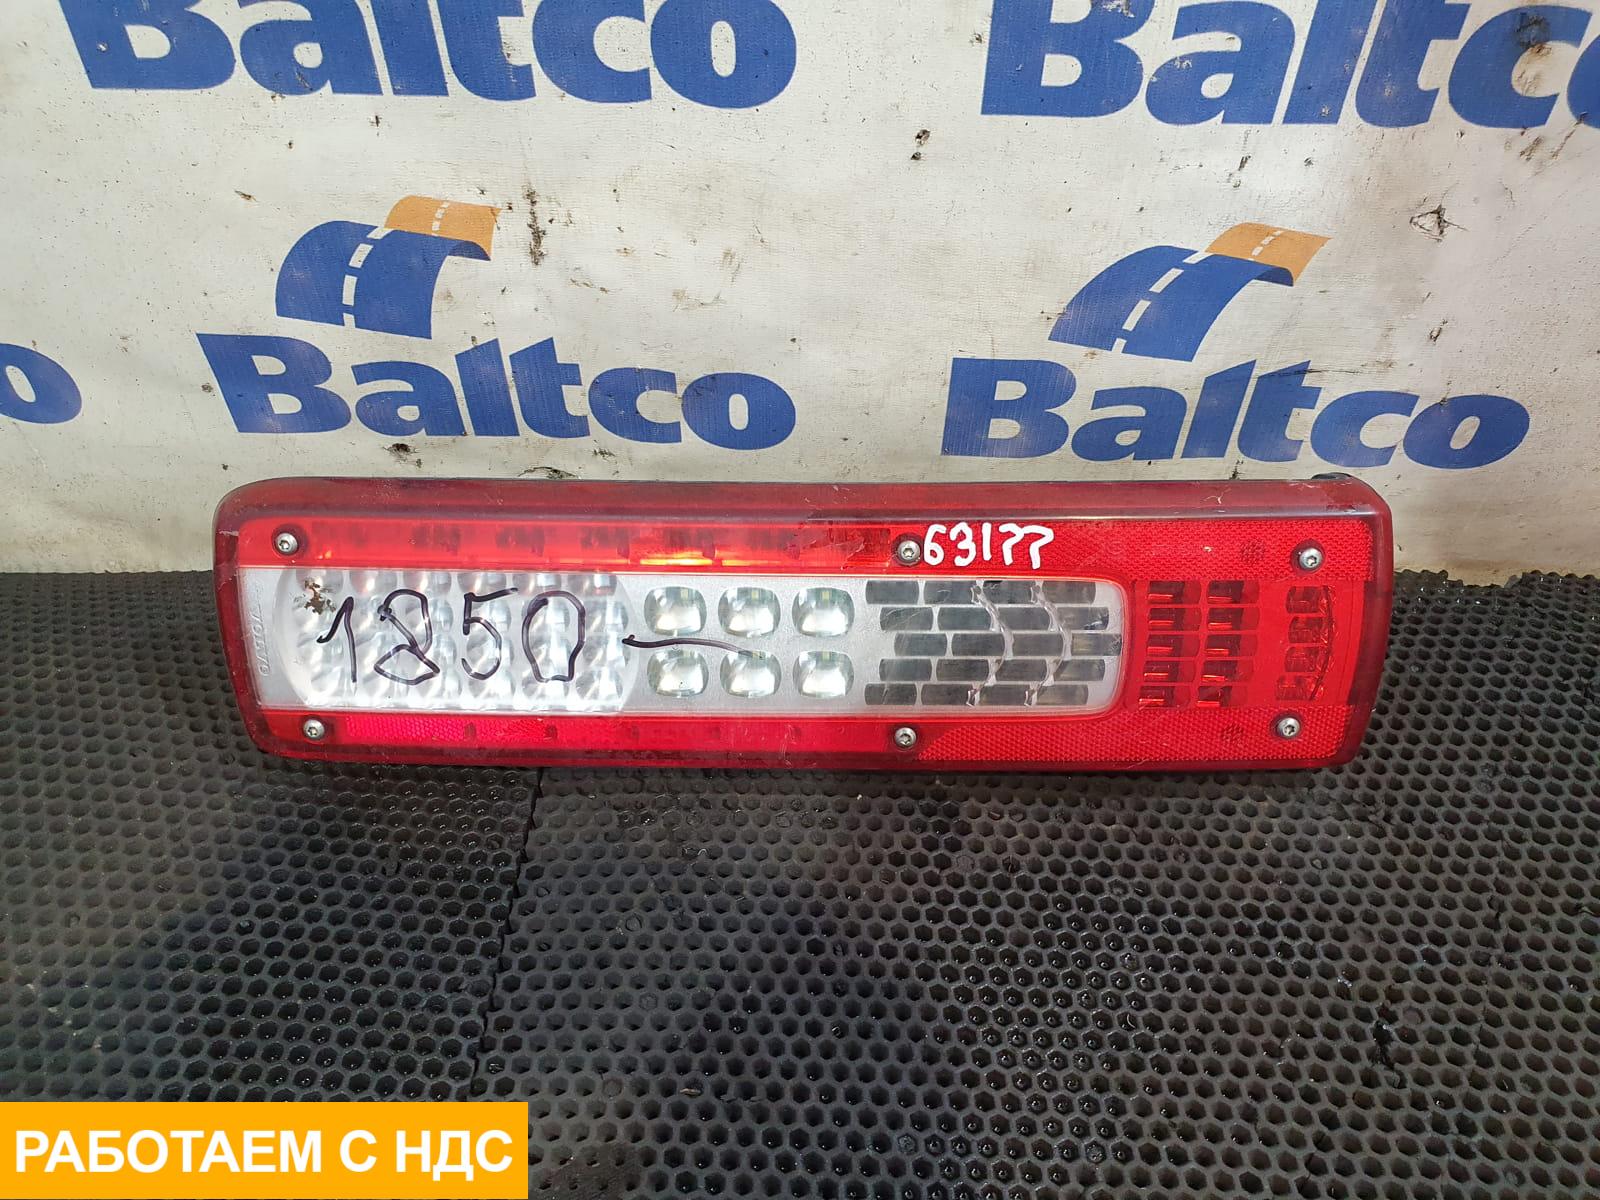 Baltco
Baltco
Baltco
Baltco
63177
1850
VOLVO
РАБОТАЕМ С НДС